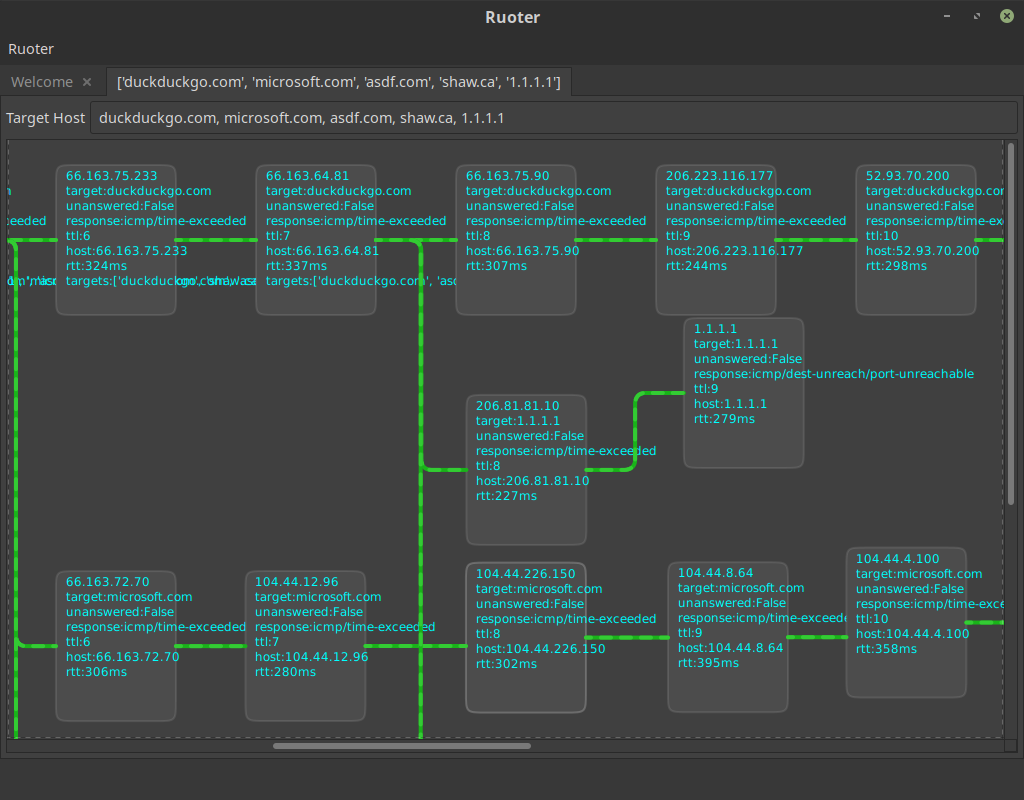 Ruoter
Ruoter
Welcome
['duckduckgo.com', 'microsoft.com', 'asdf.com', 'shaw.ca', '1.1.1.1']
Target Host
duckduckgo.com, microsoft.com, asdf.com, shaw.ca, 1.1.1.1
66.163.75.233
target:duckduckgo.com
unanswered:False
response:icmp/time-exceeded
ttl:6
host:66.163.75.233
rtt:324ms
targets:['duckduckgo.com',
66.163.64.81
target:duckduckgo.com
unanswered:False
response:icmp/time-exceeded
ttl:7
host:66.163.64.81
rtt:337ms
targets:['duckduckgo.com', 'asd
66.163.75.90
target:duckduckgo.com
unanswered:False
response:icmp/time-exceeded
ttl:8
host:66.163.75.90
rtt:307ms
206.223.116.177
target:duckduckgo.com
unanswered:False
response:icmp/time-exceeded
ttl:9
host:206.223.116.177
rtt:244ms
52.93.70.200
target:duckduckgo.com
unanswered:False
response:icmp/time-ex
ttl:10
host:52.93.70.200
rtt:298ms
1.1.1.1
target:1.1.1.1
unanswered:False
response:icmp/dest-unreach/port-unreachable
ttl:9
host:1.1.1.1
rtt:279ms
206.81.81.10
target:1.1.1.1
unanswered:False
response:icmp/time-exceeded
ttl:8
host:206.81.81.10
rtt:227ms
66.163.72.70
target:microsoft.com
unanswered:False
response:icmp/time-exceeded
ttl:6
host:66.163.72.70
rtt:306ms
104.44.12.96
target:microsoft.com
unanswered:False
response:icmp/time-exceeded
ttl:7
host:104.44.12.96
rtt:280ms
104.44.226.150
target:microsoft.com
unanswered:False
response:icmp/time-exceeded
ttl:8
host:104.44.226.150
rtt:302ms
104.44.8.64
target:microsoft.com
unanswered:False
response:icmp/time-exceeded
ttl:9
host:104.44.8.64
rtt:395ms
104.44.4.100
target:microsoft.com
unanswered:False
response:icmp/time-exce
ttl:10
host:104.44.4.100
rtt:358ms